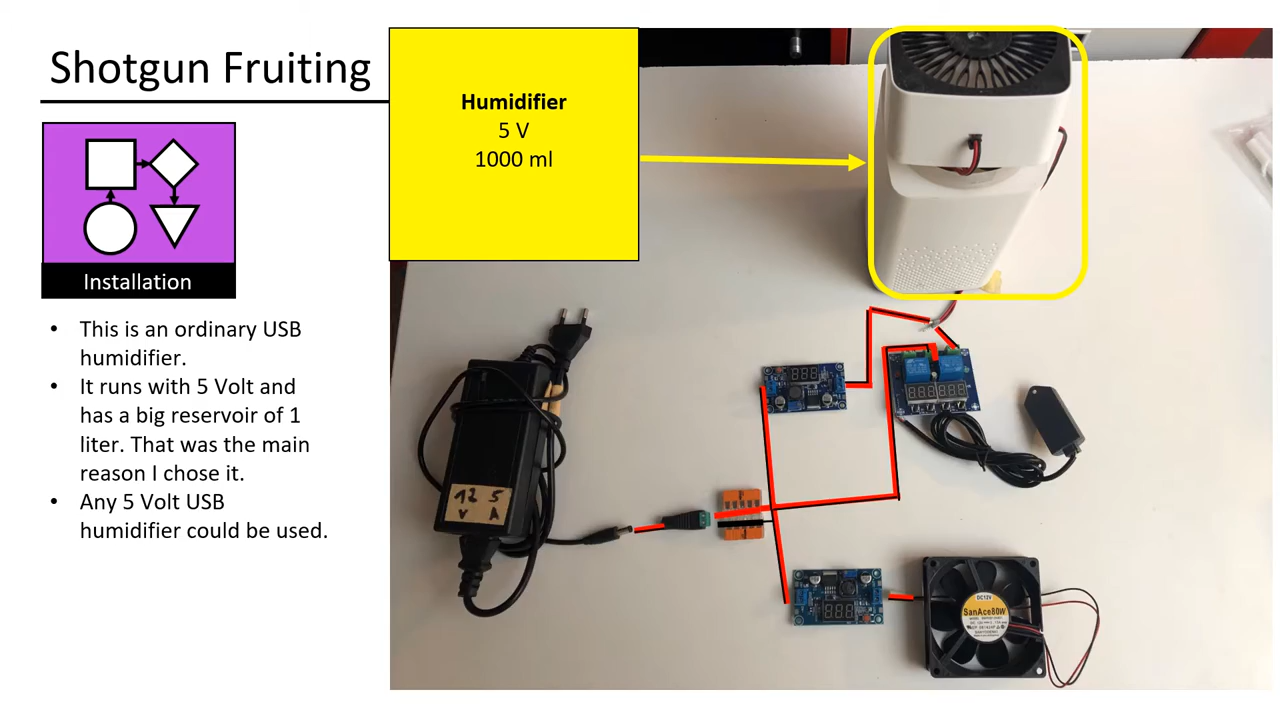 Shotgun Fruiting
Humidifier
5 V
1000 ml
Installation
• This is an ordinary USB
humidifier.
• It runs with 5 Volt and
has a big reservoir of 1
liter. That was the main
reason I chose it.
• Any 5 Volt USB
humidifier could be used.
12 5
V A
DC12V
SanAce80W